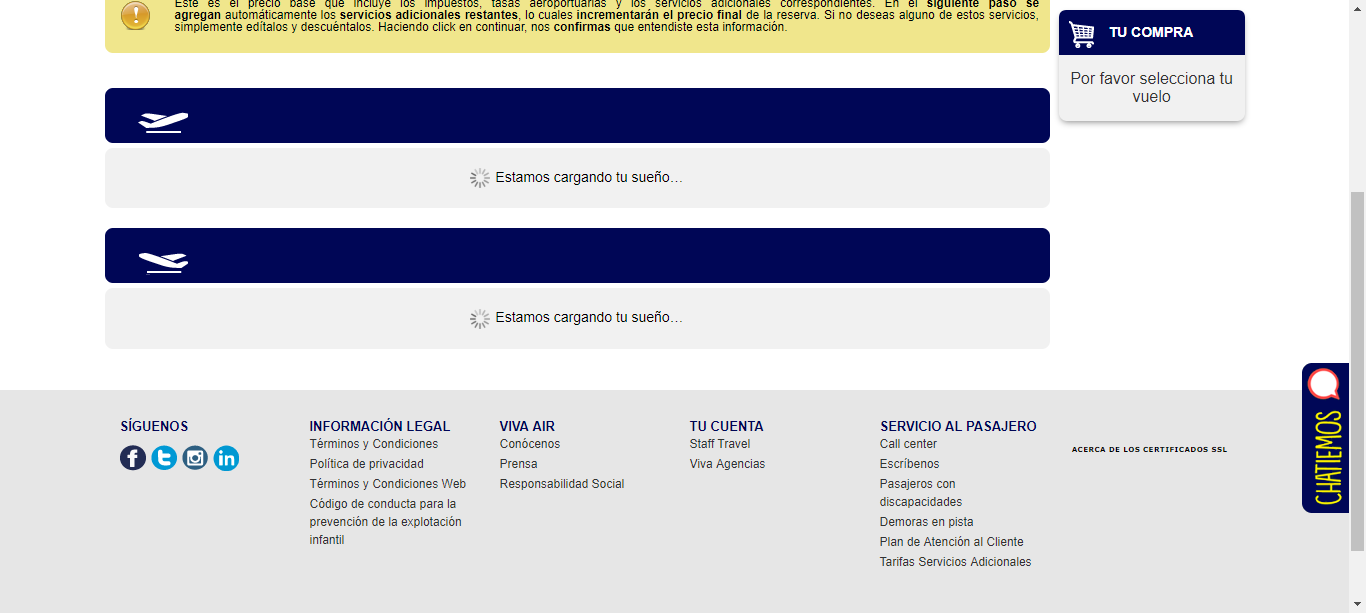 Este es el precio base que incluye los impuestos, tasas aeroportuarias y los servicios adicionales correspondientes. En el siguiente paso se
agregan automáticamente los servicios adicionales restantes, lo cuales incrementarán el precio final de la reserva. Si no deseas alguno de estos servicios,
simplemente edítalos y descuéntalos. Haciendo click en continuar, nos confirmas que entendiste esta información.
TU COMPRA
Por favor selecciona tu
vuelo
Estamos cargando tu sueño…
Estamos cargando tu sueño…
CHATIEMOS
SÍGUENOS
INFORMACIÓN LEGAL
Términos y Condiciones
Política de privacidad
Términos y Condiciones Web
Código de conducta para la
prevención de la explotación
infantil
VIVA AIR
Conócenos
Prensa
Responsabilidad Social
TU CUENTA
Staff Travel
Viva Agencias
SERVICIO AL PASAJERO
Call center
Escríbenos
Pasajeros con
discapacidades
Demoras en pista
Plan de Atención al Cliente
Tarifas Servicios Adicionales
ACERCA DE LOS CERTIFICADOS SSL